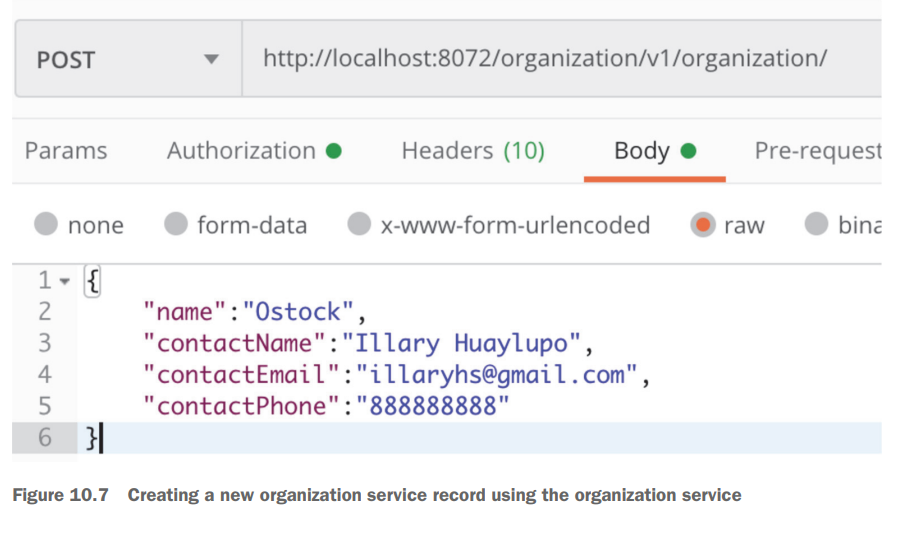 POST http://localhost:8072/organization/v1/organization/
Params Authorization Headers (10) Body Pre-request
none form-data x-www-form-urlencoded raw bina
1 {
2 "name":"Ostock",
3 "contactName":"Illary Huaylupo",
4 "contactEmail":"illaryhs@gmail.com",
5 "contactPhone":"888888888"
6 }
Figure 10.7 Creating a new organization service record using the organization service